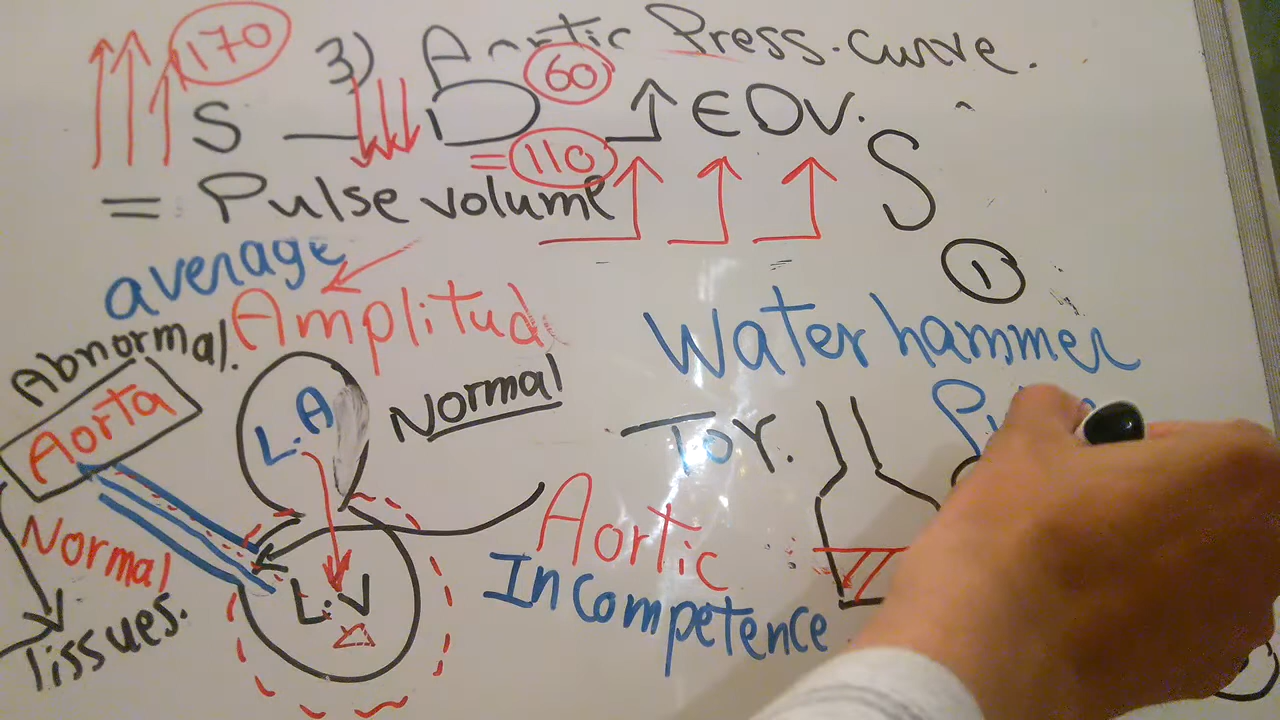 170
3) Aortic Press. curve.
S — D
60
EDV.
= 110
= Pulse volume
S
average
1
Amplitud
Water hammer
Abnormal.
Aorta
L.A
Normal
Tor.
Aortic
Incompetence
Normal
L.V
Tissues.